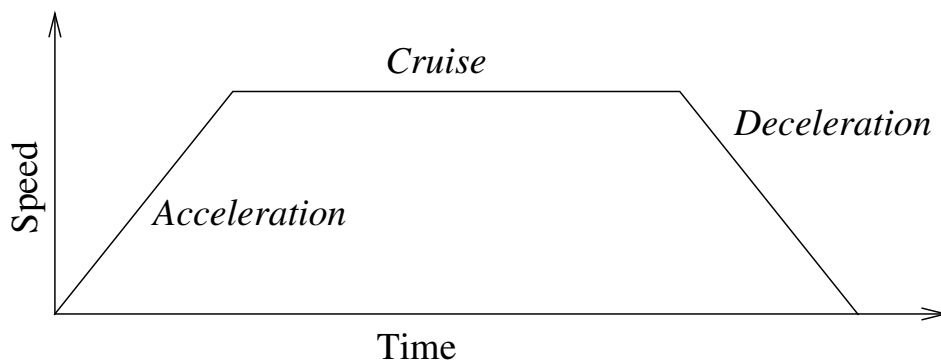 Cruise
Deceleration
Speed
Acceleration
Time